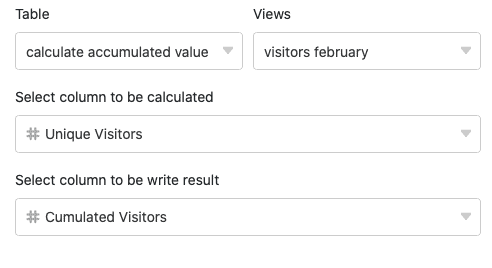 Table Views
calculate accumulated value visitors february
Select column to be calculated
# Unique Visitors
Select column to be write result
# Cumulated Visitors